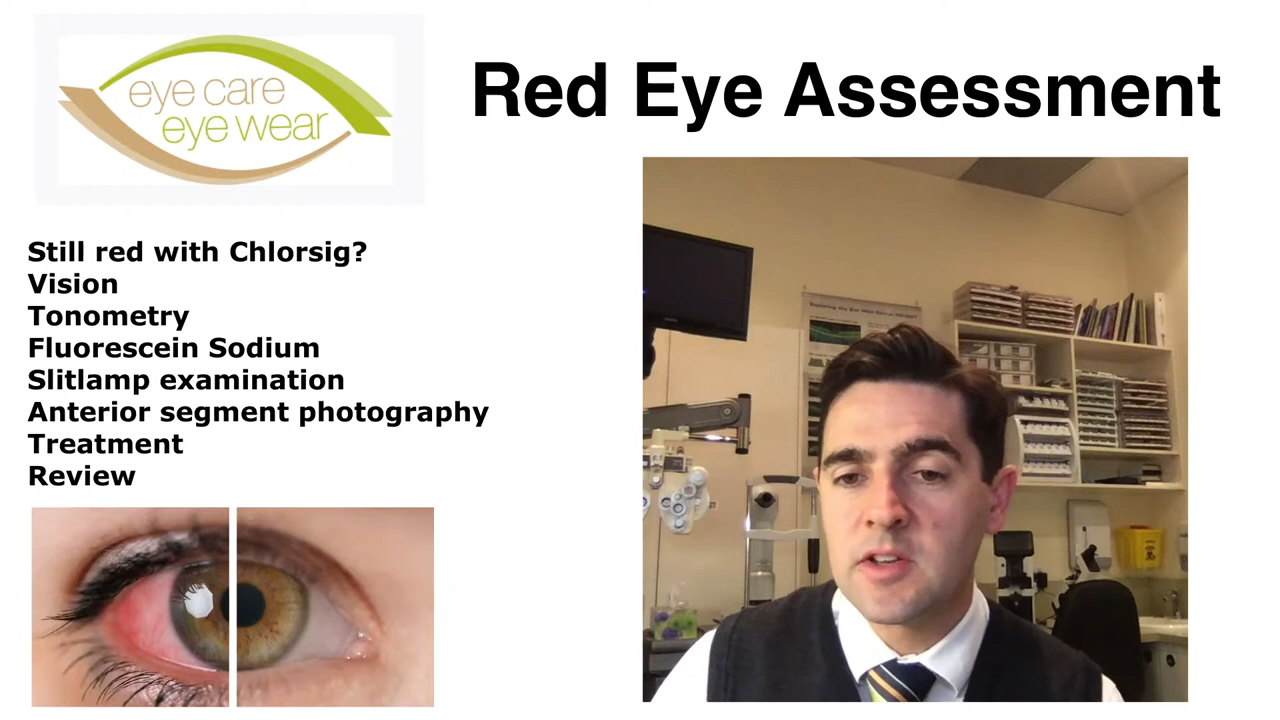 eye care
eye wear
Red Eye Assessment
Still red with Chlorsig?
Vision
Tonometry
Fluorescein Sodium
Slitlamp examination
Anterior segment photography
Treatment
Review